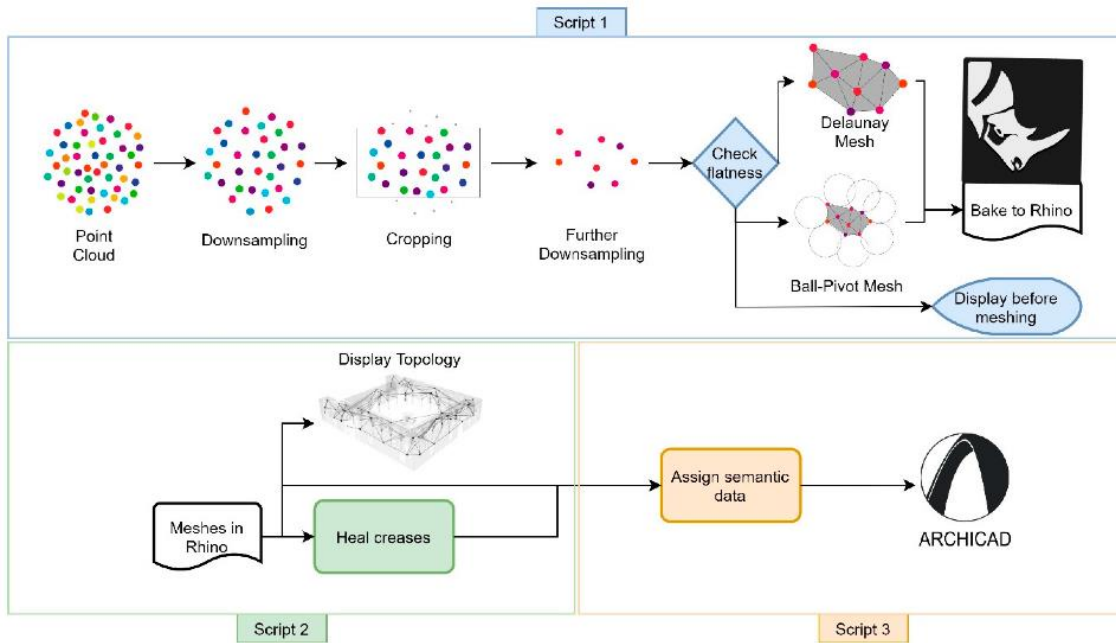 Script 1
Point
Cloud
Downsampling
Cropping
Further
Downsampling
Check
flatness
Delaunay
Mesh
Ball-Pivot Mesh
Bake to Rhino
Display before
meshing
Display Topology
Meshes in
Rhino
Heal creases
Assign semantic
data
ARCHICAD
Script 2
Script 3